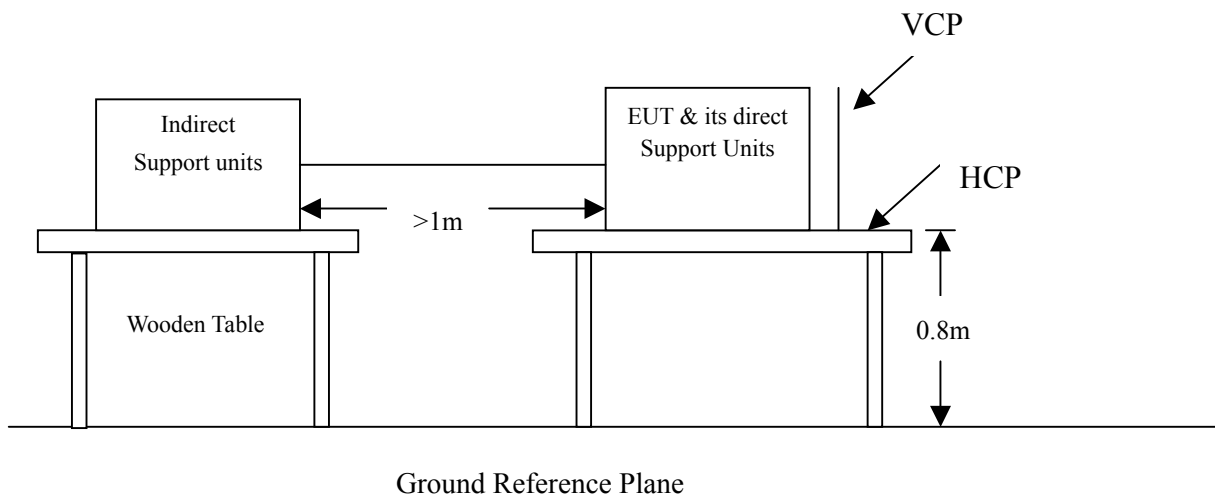 VCP
Indirect
Support units
EUT & its direct
Support Units
HCP
>1m
Wooden Table
0.8m
Ground Reference Plane